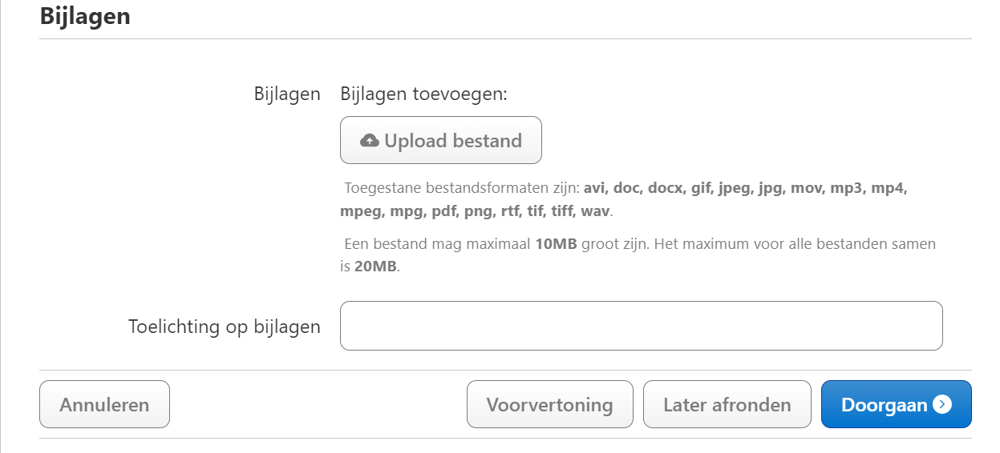 Bijlagen
Bijlagen
Bijlagen toevoegen:
Upload bestand
Toegestane bestandsformaten zijn: avi, doc, docx, gif, jpeg, jpg, mov, mp3, mp4,
mpeg, mpg, pdf, png, rtf, tif, tiff, wav.
Een bestand mag maximaal 10MB groot zijn. Het maximum voor alle bestanden samen
is 20MB.
Toelichting op bijlagen
Annuleren
Voorvertoning
Later afronden
Doorgaan